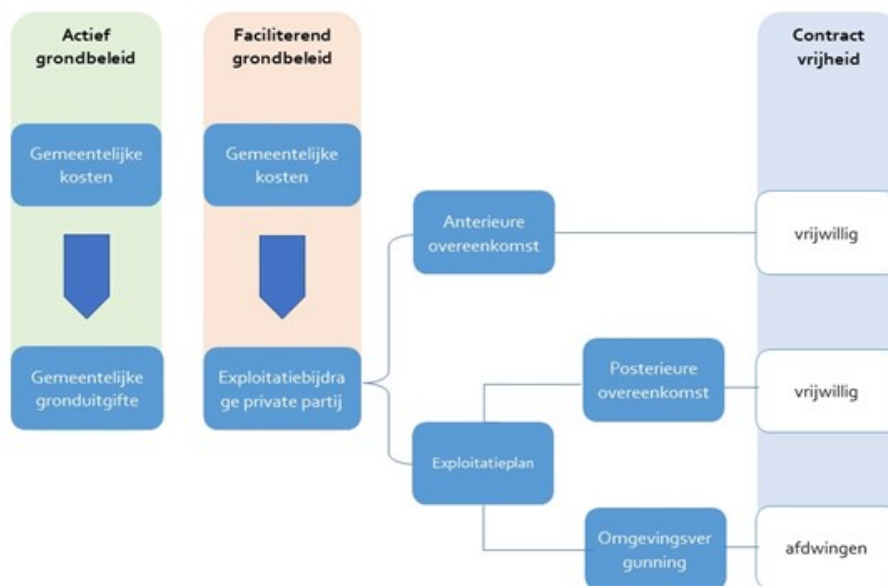 Actief
grondbeleid
Faciliterend
grondbeleid
Contract
vrijheid
Gemeentelijke
kosten
Gemeentelijke
kosten
Anterieure
overeenkomst
vrijwillig
Gemeentelijke
gronduitgifte
Exploitatiebijdra
ge private partij
Posterieure
overeenkomst
vrijwillig
Exploitatieplan
Omgevingsver
gunning
afdwingen